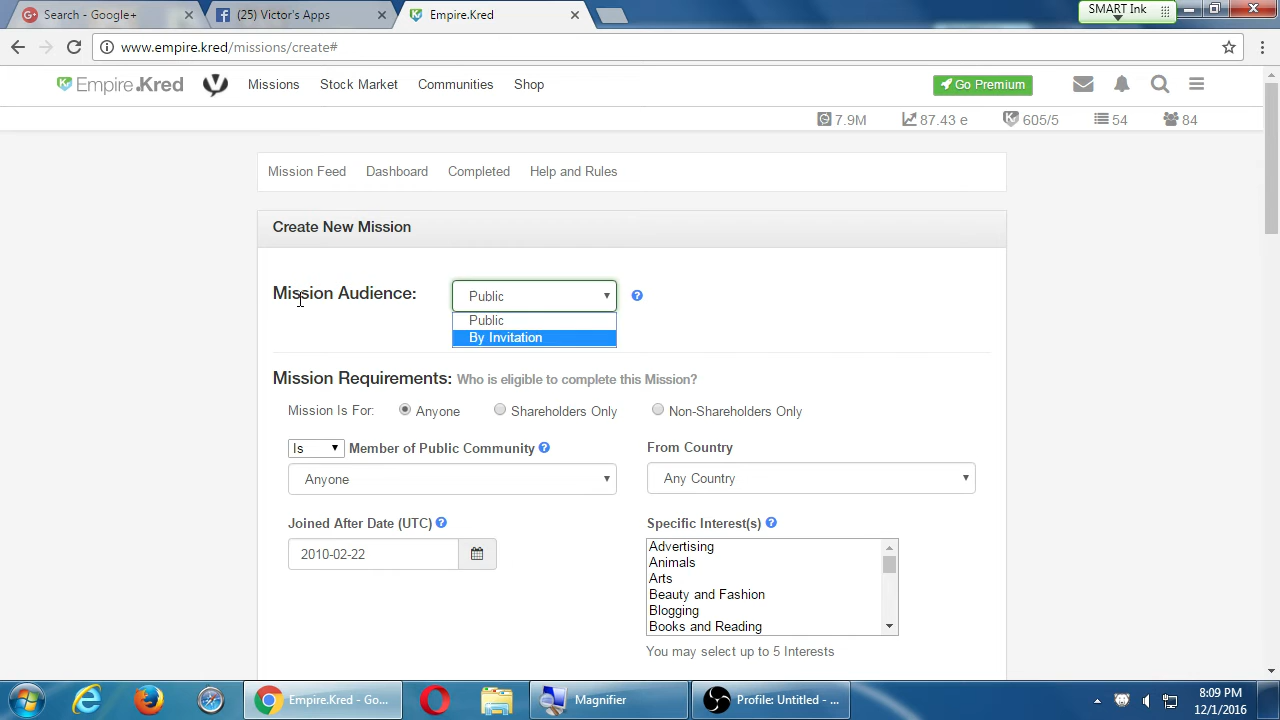 Search - Google+
(25) Victor's Apps
Empire.Kred
SMART Ink
www.empire.kred/missions/create#
Empire.Kred
Missions
Stock Market
Communities
Shop
Go Premium
7.9M
87.43 e
605/5
54
84
Mission Feed
Dashboard
Completed
Help and Rules
Create New Mission
Mission Audience:
Public
Public
By Invitation
Mission Requirements: Who is eligible to complete this Mission?
Mission Is For:
Anyone
Shareholders Only
Non-Shareholders Only
Is
Member of Public Community
From Country
Anyone
Any Country
Joined After Date (UTC)
Specific Interest(s)
2010-02-22
Advertising
Animals
Arts
Beauty and Fashion
Blogging
Books and Reading
You may select up to 5 Interests
Empire.Kred - Go...
Magnifier
Profile: Untitled - ...
8:09 PM
12/1/2016